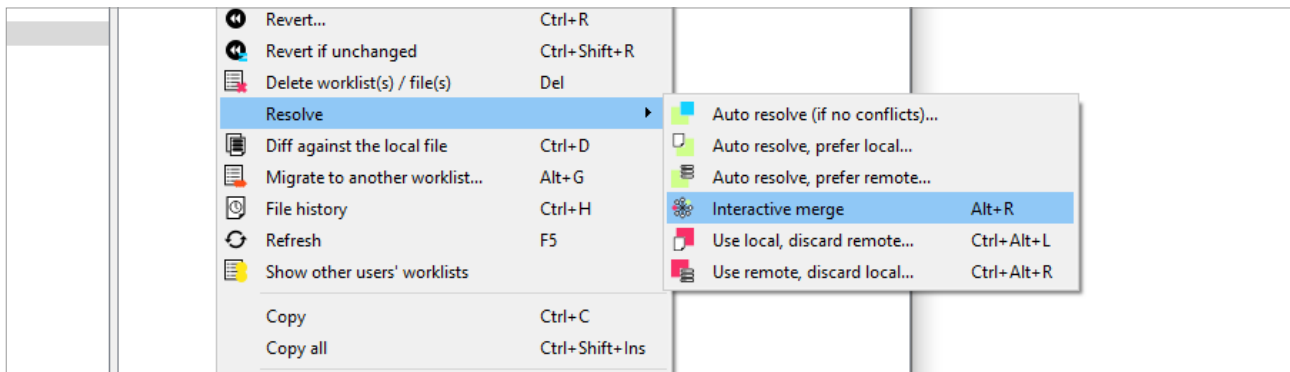 Revert... Ctrl+R
Revert if unchanged Ctrl+Shift+R
Delete worklist(s) / file(s) Del
Resolve
Diff against the local file Ctrl+D
Migrate to another worklist... Alt+G
File history Ctrl+H
Refresh F5
Show other users' worklists
Copy Ctrl+C
Copy all Ctrl+Shift+Ins
Auto resolve (if no conflicts)...
Auto resolve, prefer local...
Auto resolve, prefer remote...
Interactive merge Alt+R
Use local, discard remote... Ctrl+Alt+L
Use remote, discard local... Ctrl+Alt+R